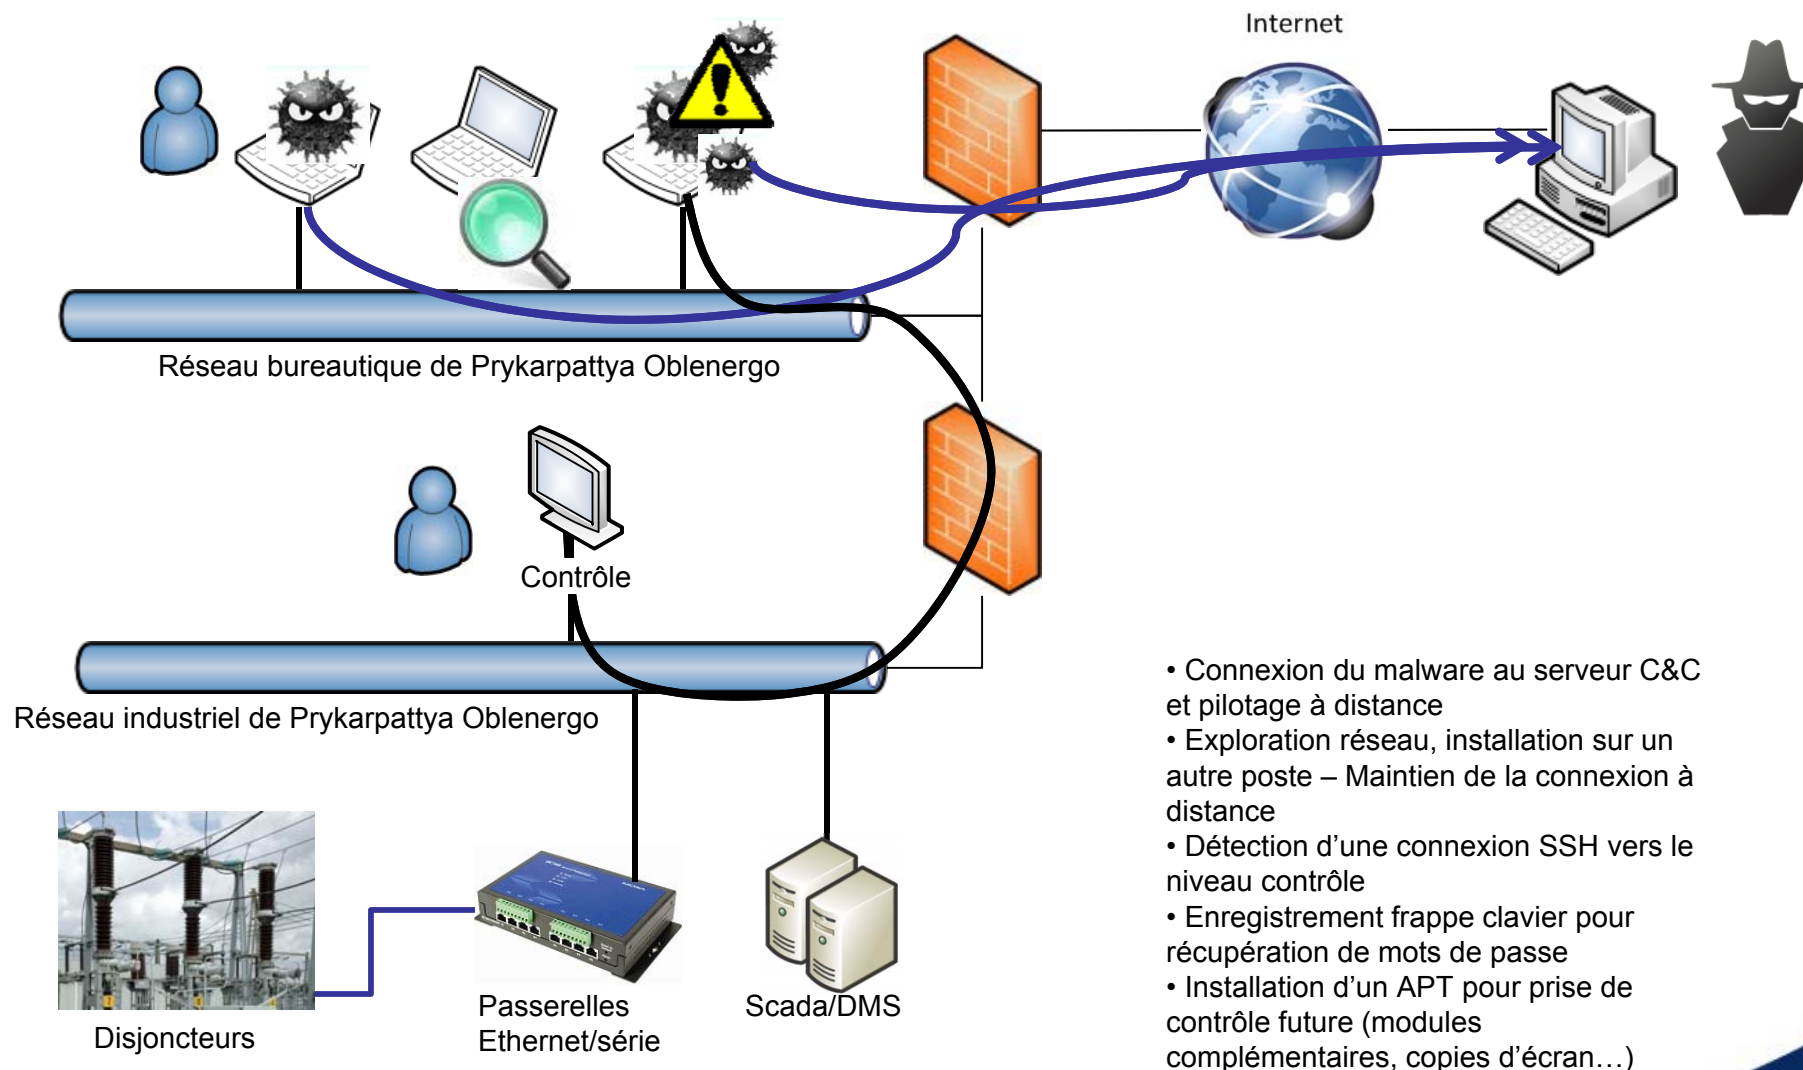 Internet
Réseau bureautique de Prykarpattya Oblenergo
Contrôle
Réseau industriel de Prykarpattya Oblenergo
• Connexion du malware au serveur C&C
et pilotage à distance
• Exploration réseau, installation sur un
autre poste – Maintien de la connexion à
distance
• Détection d’une connexion SSH vers le
niveau contrôle
• Enregistrement frappe clavier pour
récupération de mots de passe
• Installation d’un APT pour prise de
contrôle future (modules
complémentaires, copies d’écran…)
Disjoncteurs
Passerelles
Ethernet/série
Scada/DMS